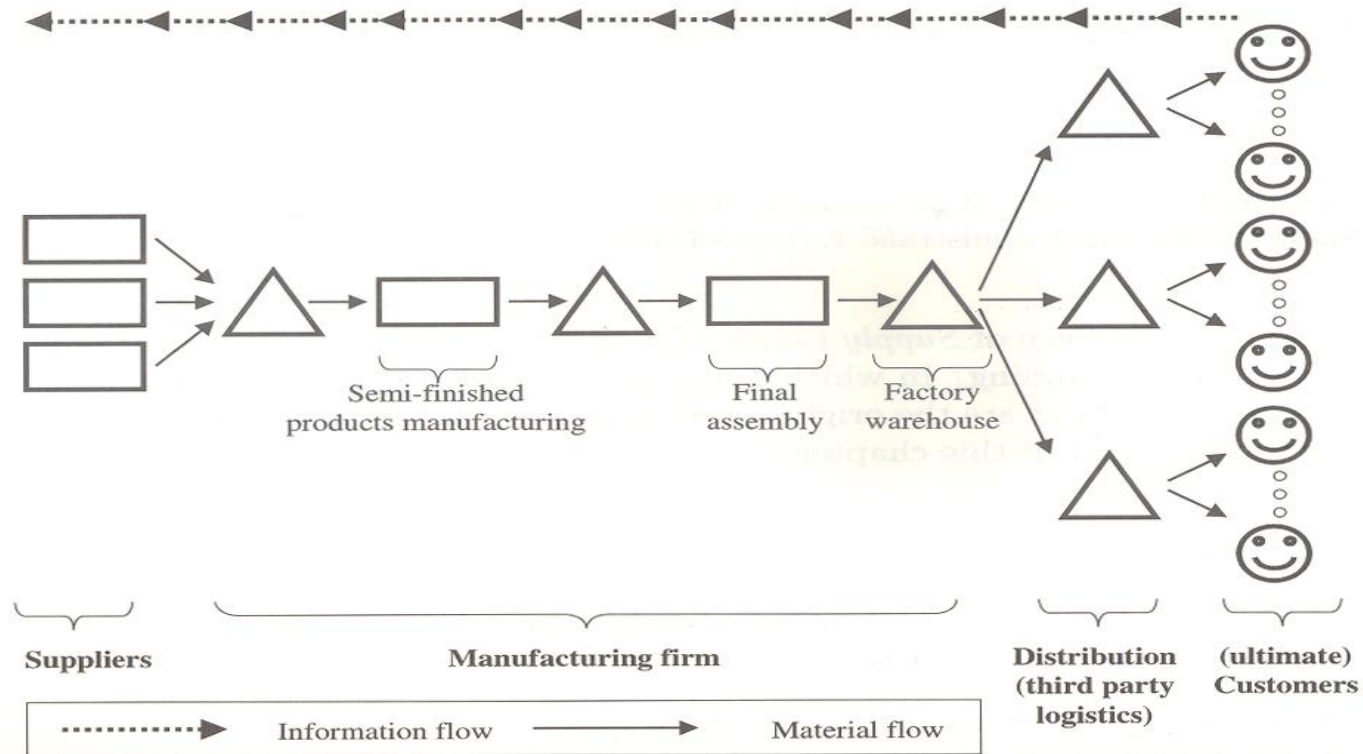 Semi-finished
products manufacturing
Final
assembly
Factory
warehouse
Suppliers
Manufacturing firm
Distribution
(third party
logistics)
(ultimate)
Customers
Information flow
Material flow